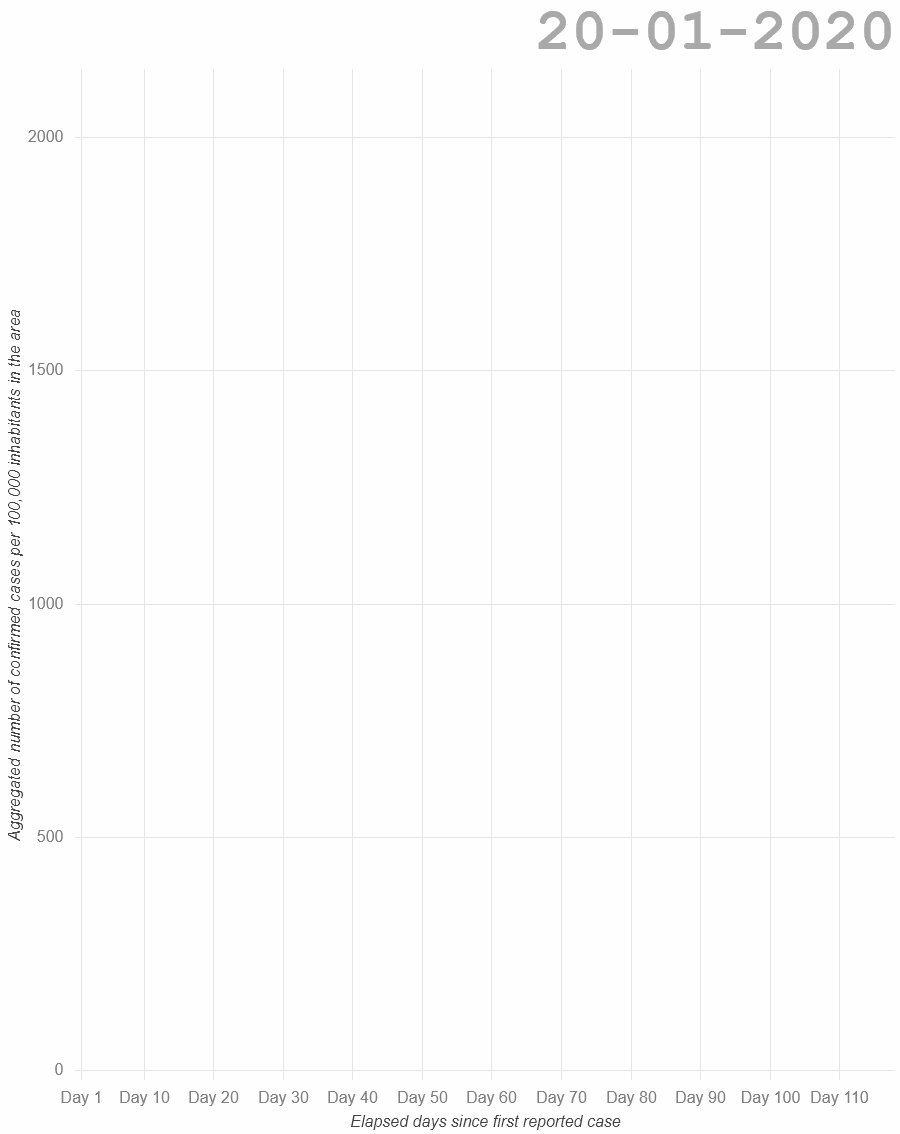 20-01-2020
2000
1500
1000
500
0
Aggregated number of confirmed cases per 100,000 inhabitants in the area
Day 1 Day 10 Day 20 Day 30 Day 40 Day 50 Day 60 Day 70 Day 80 Day 90 Day 100 Day 110
Elapsed days since first reported case